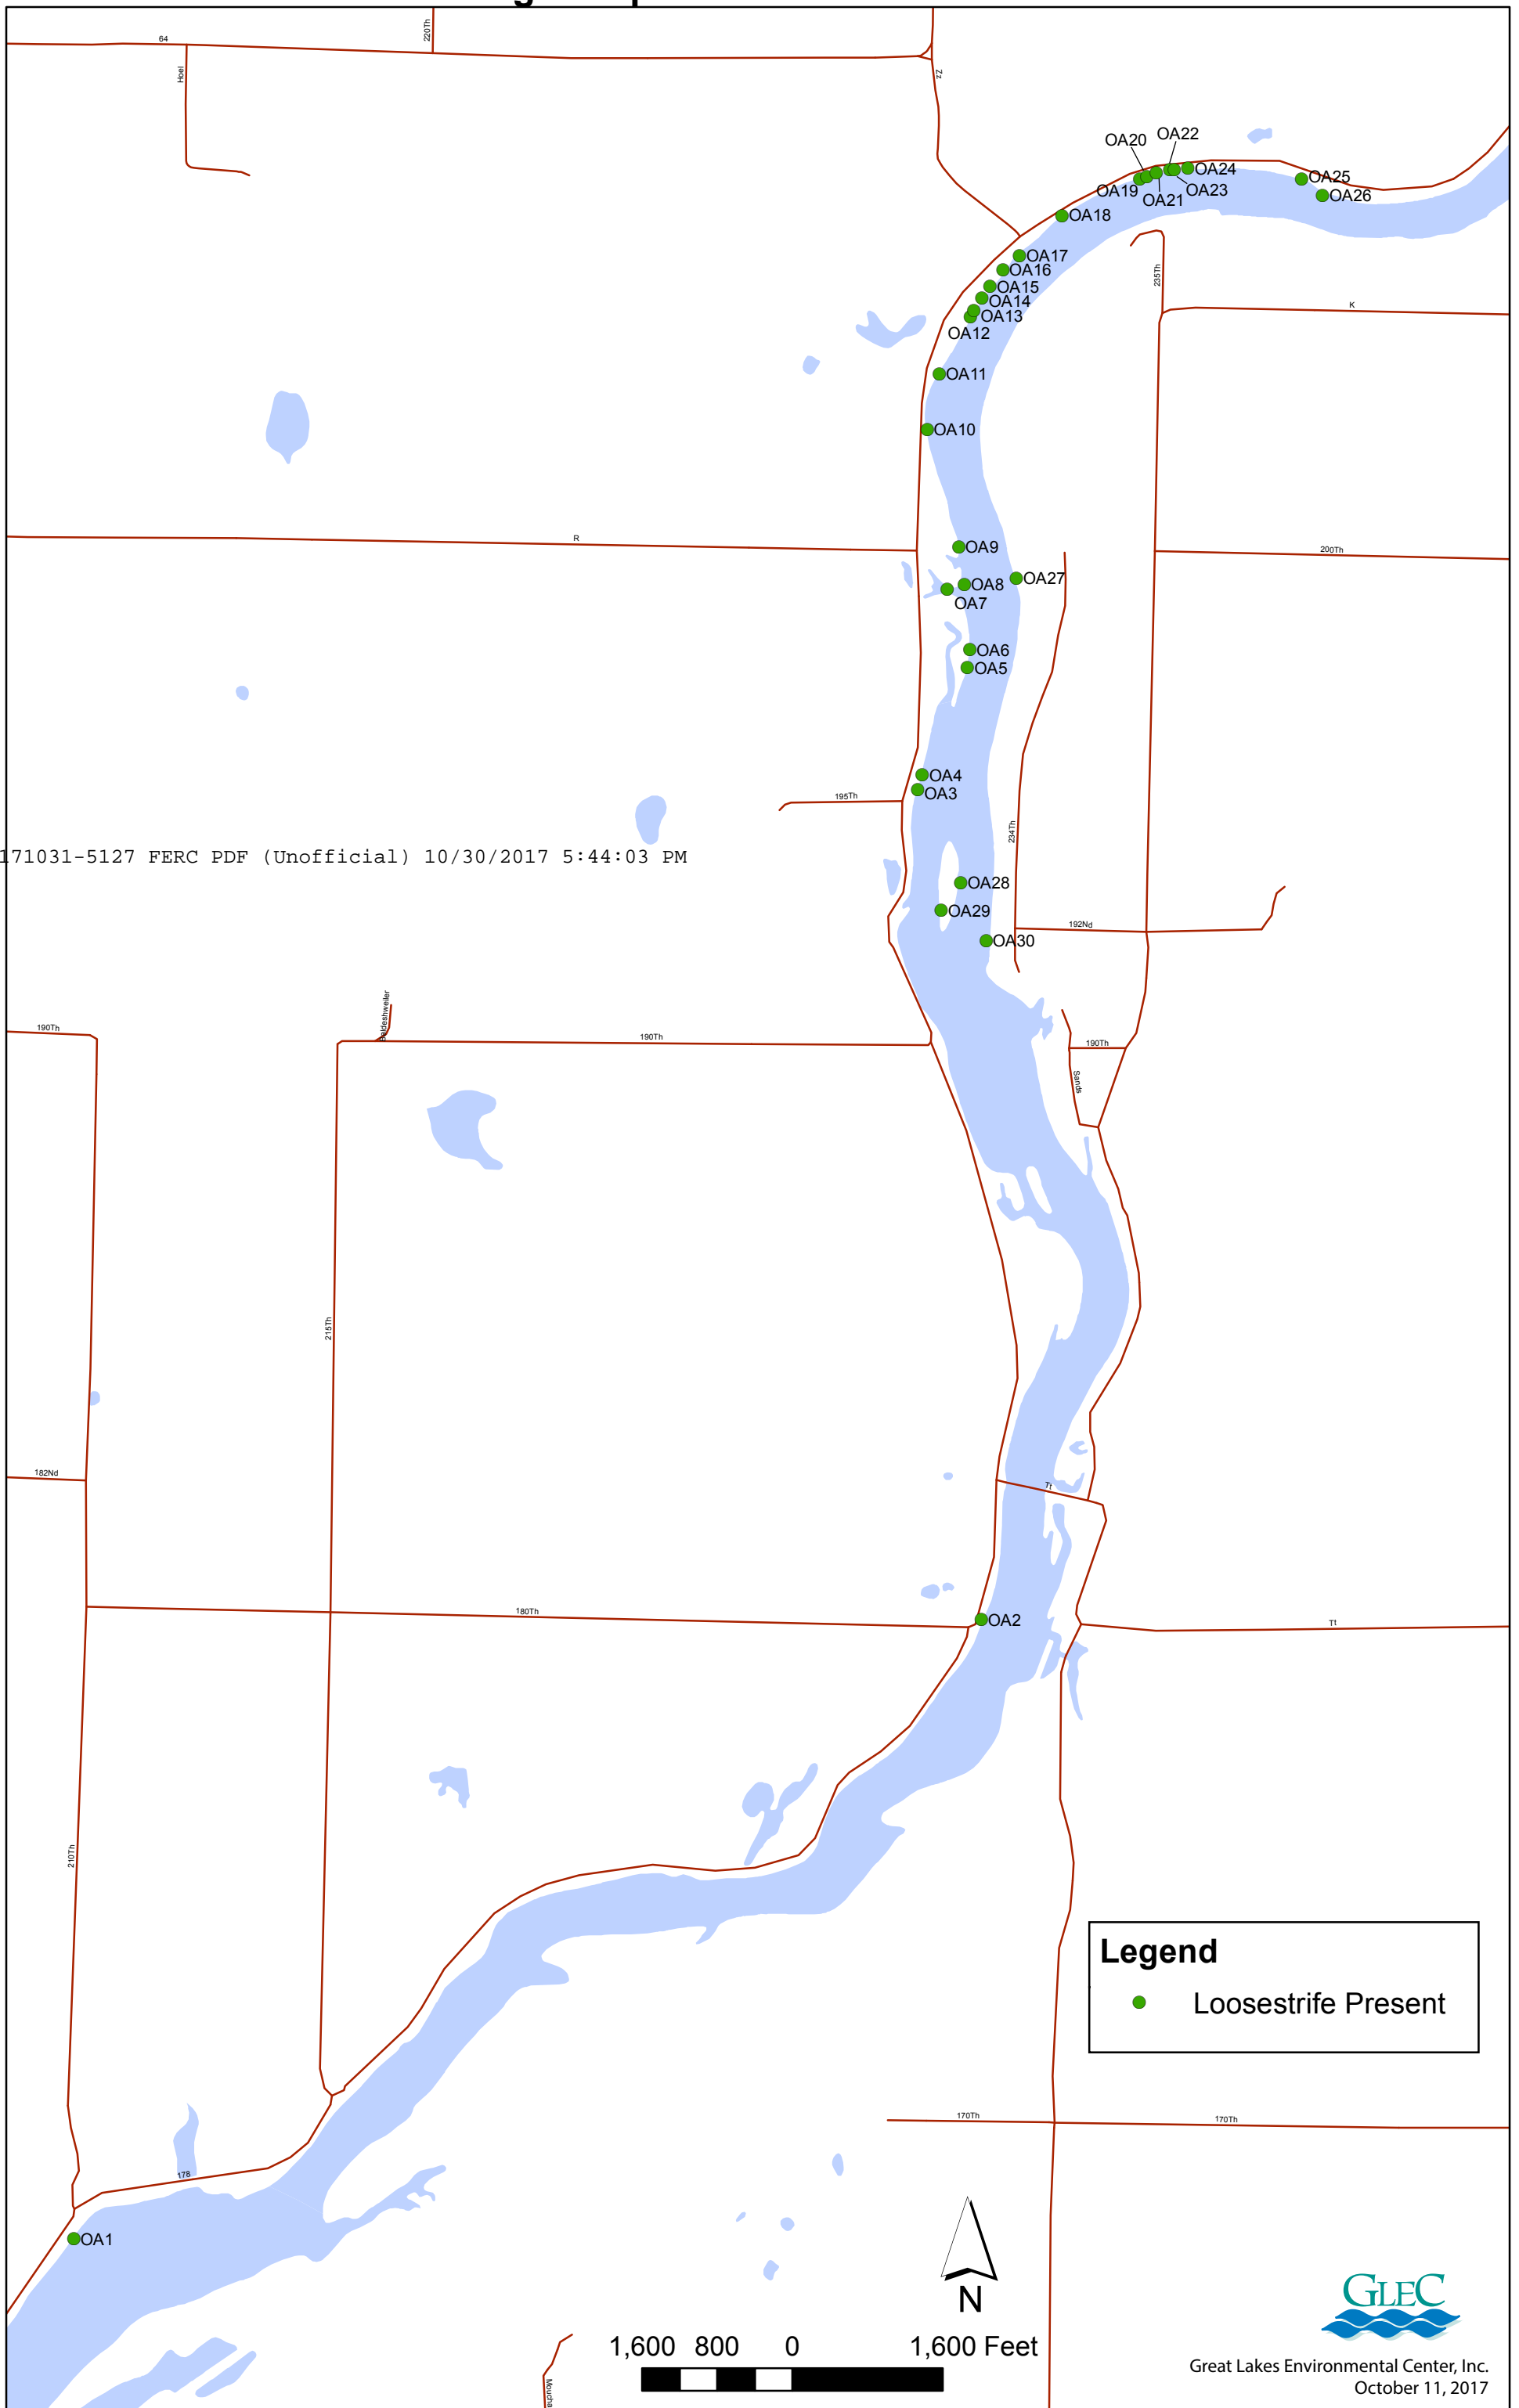 64
220Th
Hoel
Zz
OA20
OA22
OA24
OA19
OA21
OA23
OA25
OA26
OA18
OA17
OA16
OA15
OA14
OA13
OA12
235Th
K
OA11
OA10
R
OA9
200Th
OA27
OA8
OA7
OA6
OA5
OA4
OA3
195Th
234Th
171031-5127 FERC PDF (Unofficial) 10/30/2017 5:44:03 PM
OA28
OA29
192Nd
OA30
Baldeshweiler
190Th
190Th
190Th
Sands
215Th
182Nd
Tt
180Th
OA2
Tt
210Th
Legend
Loosestrife Present
170Th
170Th
178
OA1
N
1,600 800 0 1,600 Feet
GLEC
Great Lakes Environmental Center, Inc.
October 11, 2017